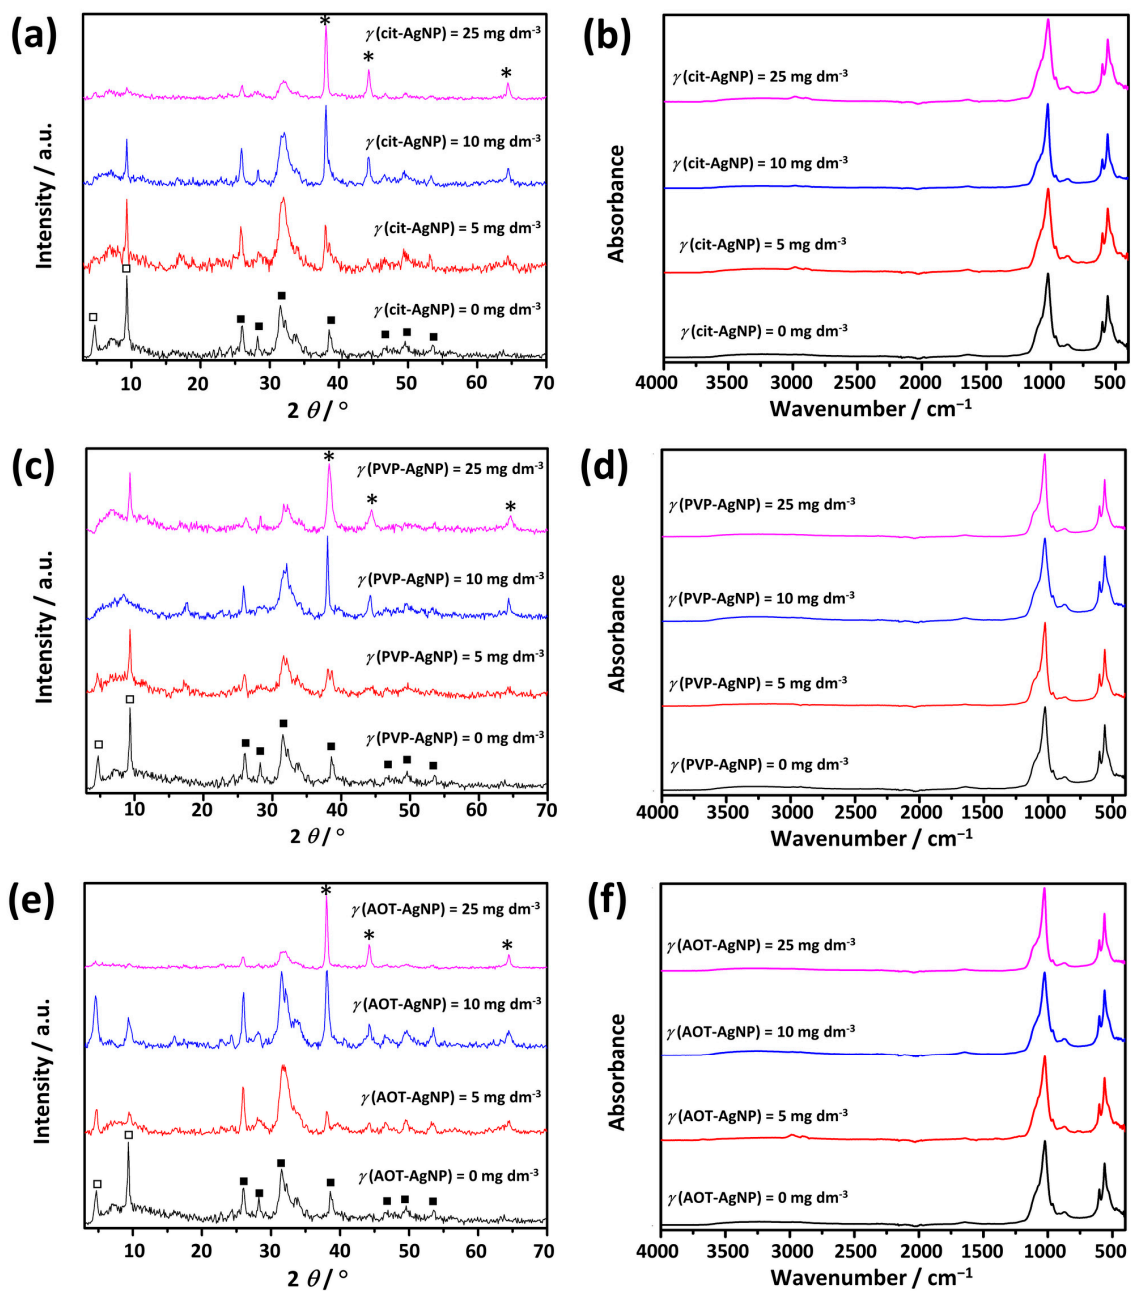 (a)
γ (cit-AgNP) = 25 mg dm⁻³
γ (cit-AgNP) = 10 mg dm⁻³
γ (cit-AgNP) = 5 mg dm⁻³
γ (cit-AgNP) = 0 mg dm⁻³
Intensity / a.u.
10 20 30 40 50 60 70
2 θ / °
(b)
γ (cit-AgNP) = 25 mg dm⁻³
γ (cit-AgNP) = 10 mg dm⁻³
γ (cit-AgNP) = 5 mg dm⁻³
γ (cit-AgNP) = 0 mg dm⁻³
Absorbance
4000 3500 3000 2500 2000 1500 1000 500
Wavenumber / cm⁻¹
(c)
γ (PVP-AgNP) = 25 mg dm⁻³
γ (PVP-AgNP) = 10 mg dm⁻³
γ (PVP-AgNP) = 5 mg dm⁻³
γ (PVP-AgNP) = 0 mg dm⁻³
Intensity / a.u.
10 20 30 40 50 60 70
2 θ / °
(d)
γ (PVP-AgNP) = 25 mg dm⁻³
γ (PVP-AgNP) = 10 mg dm⁻³
γ (PVP-AgNP) = 5 mg dm⁻³
γ (PVP-AgNP) = 0 mg dm⁻³
Absorbance
4000 3500 3000 2500 2000 1500 1000 500
Wavenumber / cm⁻¹
(e)
γ (AOT-AgNP) = 25 mg dm⁻³
γ (AOT-AgNP) = 10 mg dm⁻³
γ (AOT-AgNP) = 5 mg dm⁻³
γ (AOT-AgNP) = 0 mg dm⁻³
Intensity / a.u.
10 20 30 40 50 60 70
2 θ / °
(f)
γ (AOT-AgNP) = 25 mg dm⁻³
γ (AOT-AgNP) = 10 mg dm⁻³
γ (AOT-AgNP) = 5 mg dm⁻³
γ (AOT-AgNP) = 0 mg dm⁻³
Absorbance
4000 3500 3000 2500 2000 1500 1000 500
Wavenumber / cm⁻¹